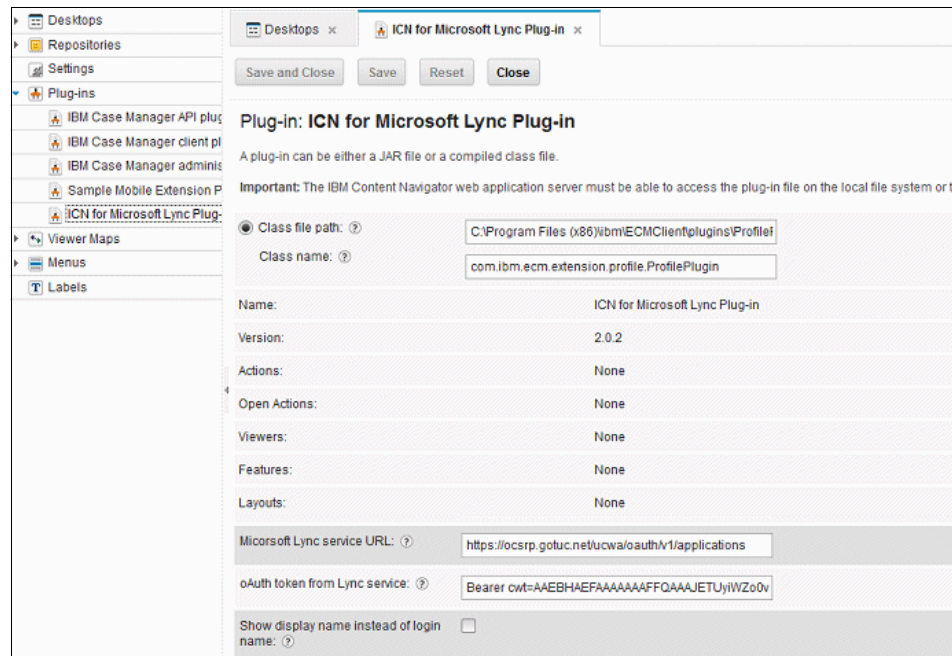 Desktops
Repositories
Settings
Plug-ins
IBM Case Manager API plug
IBM Case Manager client pl
IBM Case Manager adminis
Sample Mobile Extension P
ICN for Microsoft Lync Plug-
Viewer Maps
Menus
Labels
Desktops
ICN for Microsoft Lync Plug-in
Save and Close Save Reset Close
Plug-in: ICN for Microsoft Lync Plug-in
A plug-in can be either a JAR file or a compiled class file.
Important: The IBM Content Navigator web application server must be able to access the plug-in file on the local file system or t
Class file path: C:\Program Files (x86)\ibm\ECMClient\plugins\ProfileP
Class name: com.ibm.ecm.extension.profile.ProfilePlugin
Name: ICN for Microsoft Lync Plug-in
Version: 2.0.2
Actions: None
Open Actions: None
Viewers: None
Features: None
Layouts: None
Micorsoft Lync service URL: https://ocsrp.gotuc.net/ucwa/oauth/v1/applications
oAuth token from Lync service: Bearer cwt=AAEBHAEFAAAAAAAFFQAAAJETUyiWZo0v
Show display name instead of login
name: